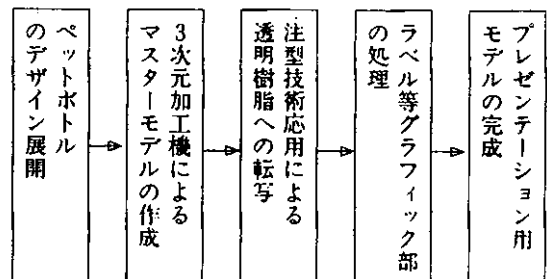 ペットボトル
のデザイン展開
3次元加工機による
マスターモデルの作成
注型技術応用による
透明樹脂への転写
ラベル等グラフィック部
の処理
プレゼンテーション用
モデルの完成